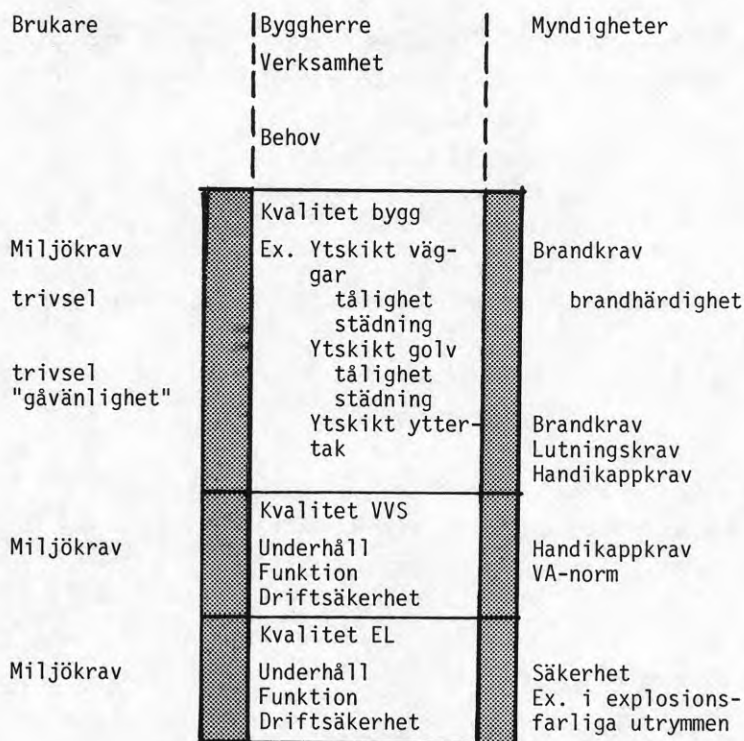 Brukare Byggherre Myndigheter
Verksamhet
Behov
Kvalitet bygg
Miljökrav Ex. Ytskikt väg- Brandkrav
gar
trivsel tålighet brandhärdighet
städning
Ytskikt golv
trivsel tålighet
"gåvänlighet" städning
Ytskikt ytter- Brandkrav
tak Lutningskrav
Handikappkrav
Kvalitet VVS
Miljökrav Underhåll Handikappkrav
Funktion VA-norm
Driftsäkerhet
Kvalitet EL
Miljökrav Underhåll Säkerhet
Funktion Ex. i explosions-
Driftsäkerhet farliga utrymmen